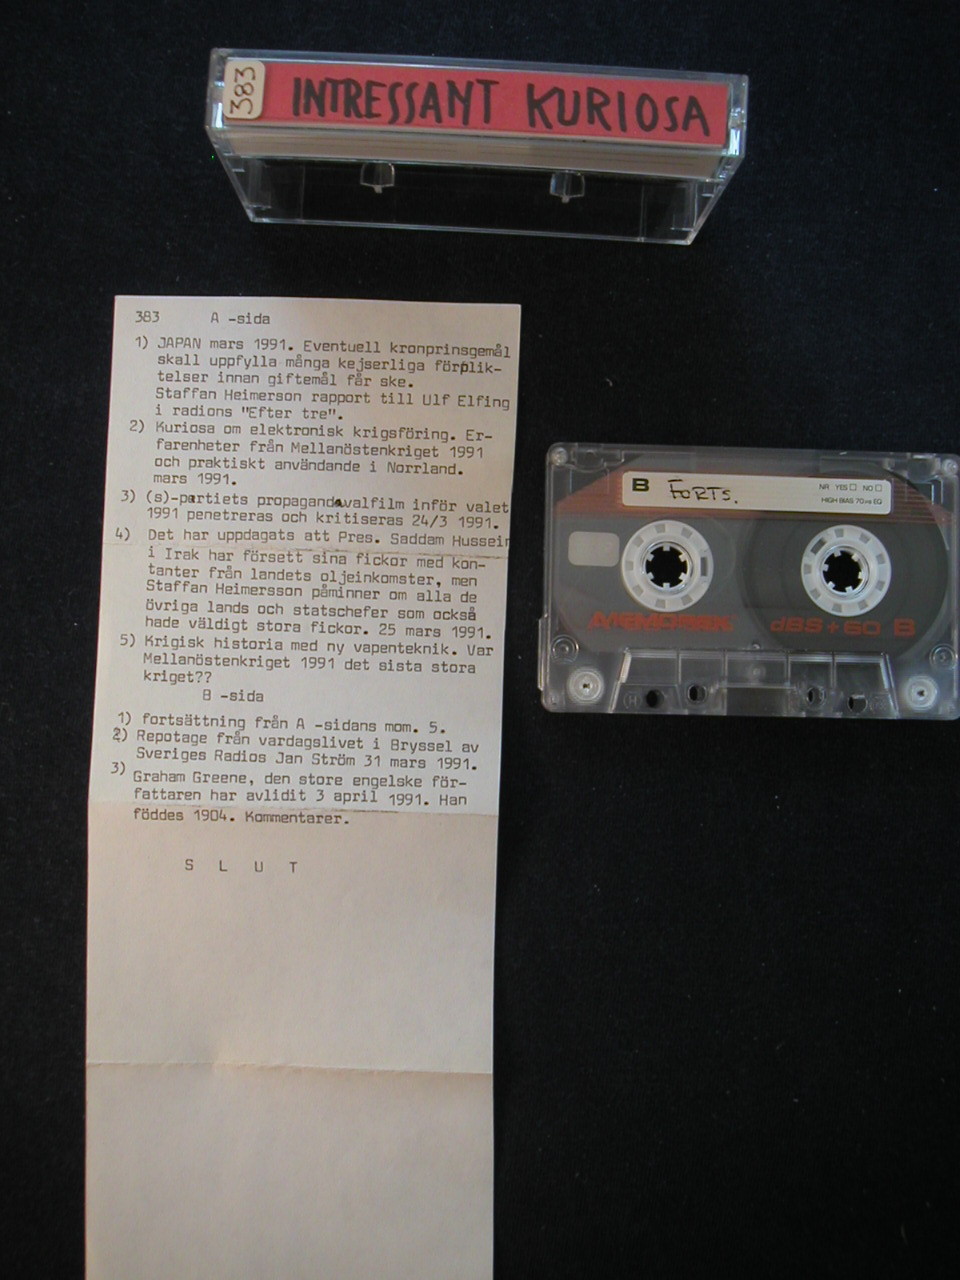 383 INTRESSANT KURIOSA
383 A -sida
1) JAPAN mars 1991. Eventuell kronprinsgemål
skall uppfylla många kejserliga förplik-
telser innan giftemål får ske.
Staffan Heimerson rapport till Ulf Elfing
i radions "Efter tre".
2) Kuriosa om elektronisk krigsföring. Er-
farenheter från Mellanöstenkriget 1991
och praktiskt användande i Norrland.
mars 1991.
3) (s)-partiets propagandavalfilm inför valet
1991 penetreras och kritiseras 24/3 1991.
4) Det har uppdagats att Pres. Saddam Hussein
i Irak har försett sina fickor med kon-
tanter från landets oljeinkomster, men
Staffan Heimersson påminner om alla de
övriga lands och statschefer som också
hade väldigt stora fickor. 25 mars 1991.
5) Krigisk historia med ny vapenteknik. Var
Mellanöstenkriget 1991 det sista stora
kriget??
B -sida
1) fortsättning från A -sidans mom. 5.
2) Repotage från vardagslivet i Bryssel av
Sveriges Radios Jan Ström 31 mars 1991.
3) Graham Greene, den store engelske för-
fattaren har avlidit 3 april 1991. Han
föddes 1904. Kommentarer.
S L U T
B FORTS. NR YES NO
HIGH BIAS 70µs EQ
MEMOREX dBS+60 B